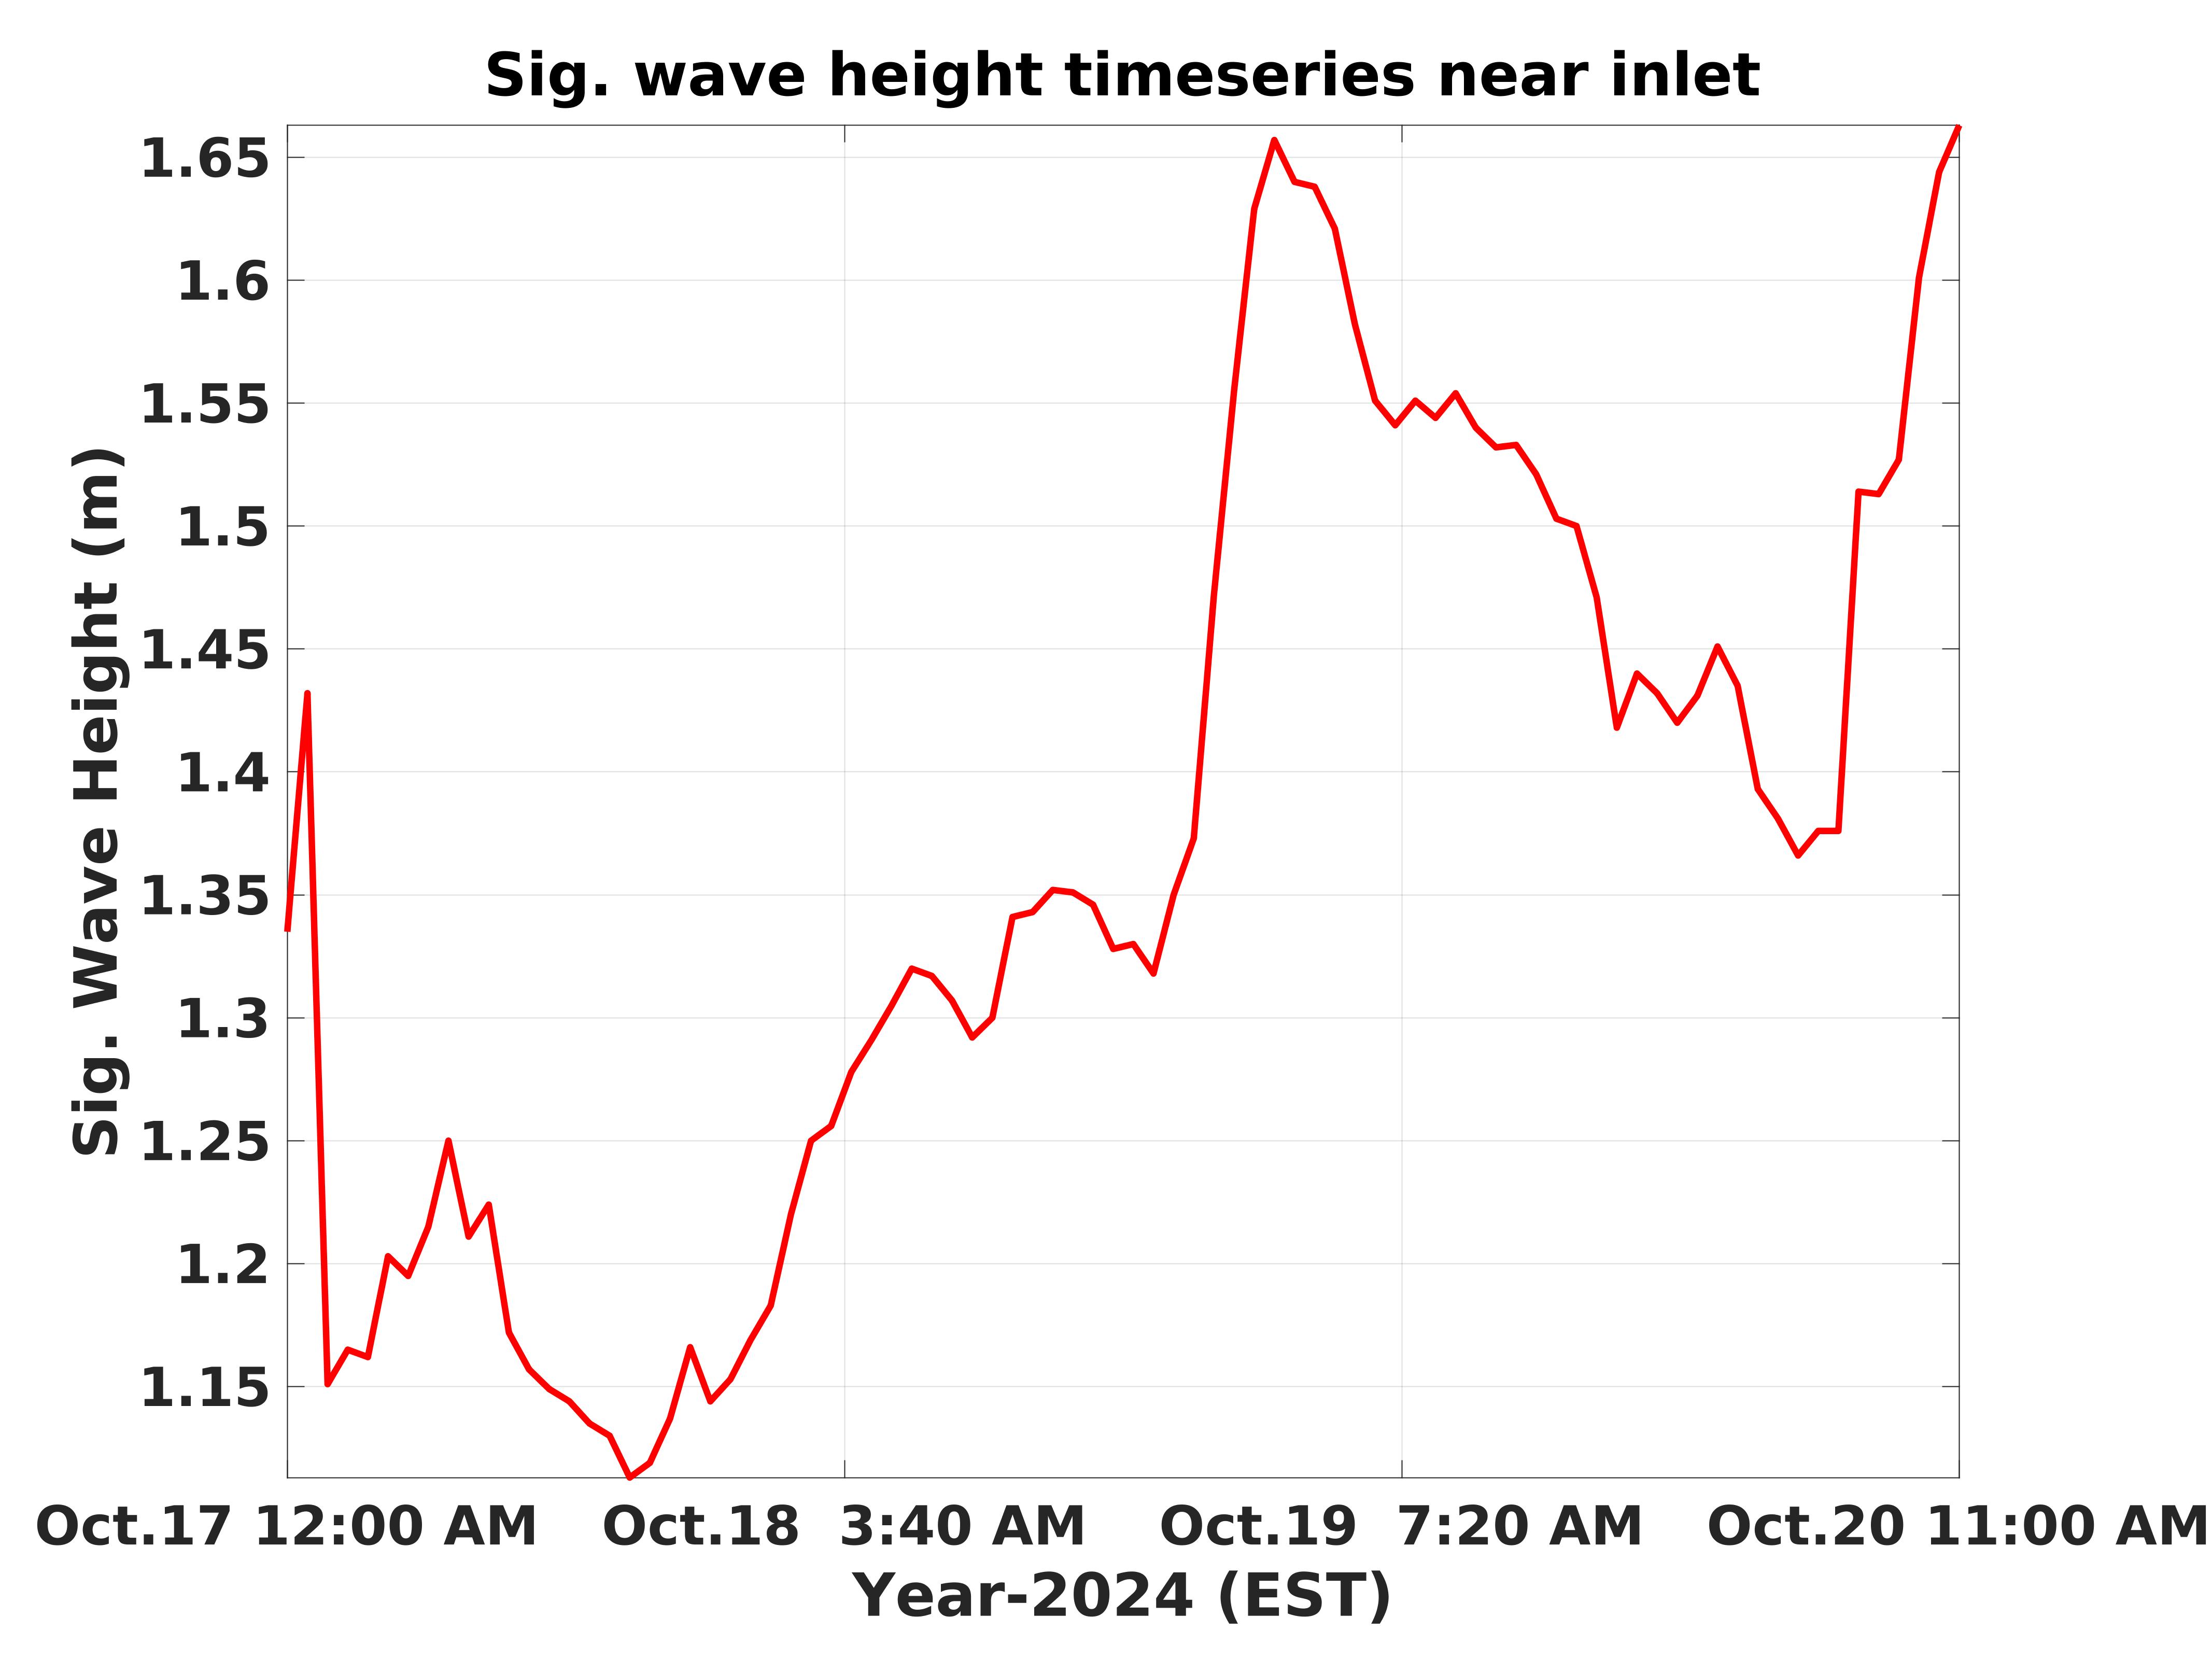 Sig. wave height timeseries near inlet
Sig. Wave Height (m)
1.65
1.6
1.55
1.5
1.45
1.4
1.35
1.3
1.25
1.2
1.15
Oct.17 12:00 AM Oct.18 3:40 AM Oct.19 7:20 AM Oct.20 11:00 AM
Year-2024 (EST)